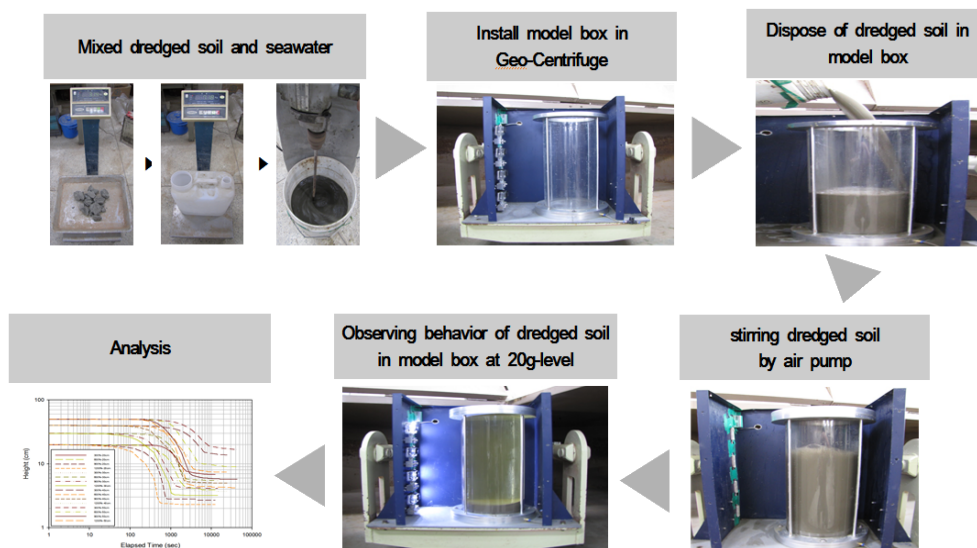 Mixed dredged soil and seawater
Install model box in
Geo-Centrifuge
Dispose of dredged soil in
model box
stirring dredged soil
by air pump
Observing behavior of dredged soil
in model box at 20g-level
Analysis
100
10
1
Height (cm)
1
10
100
1000
10000
100000
Elapsed Time (sec)